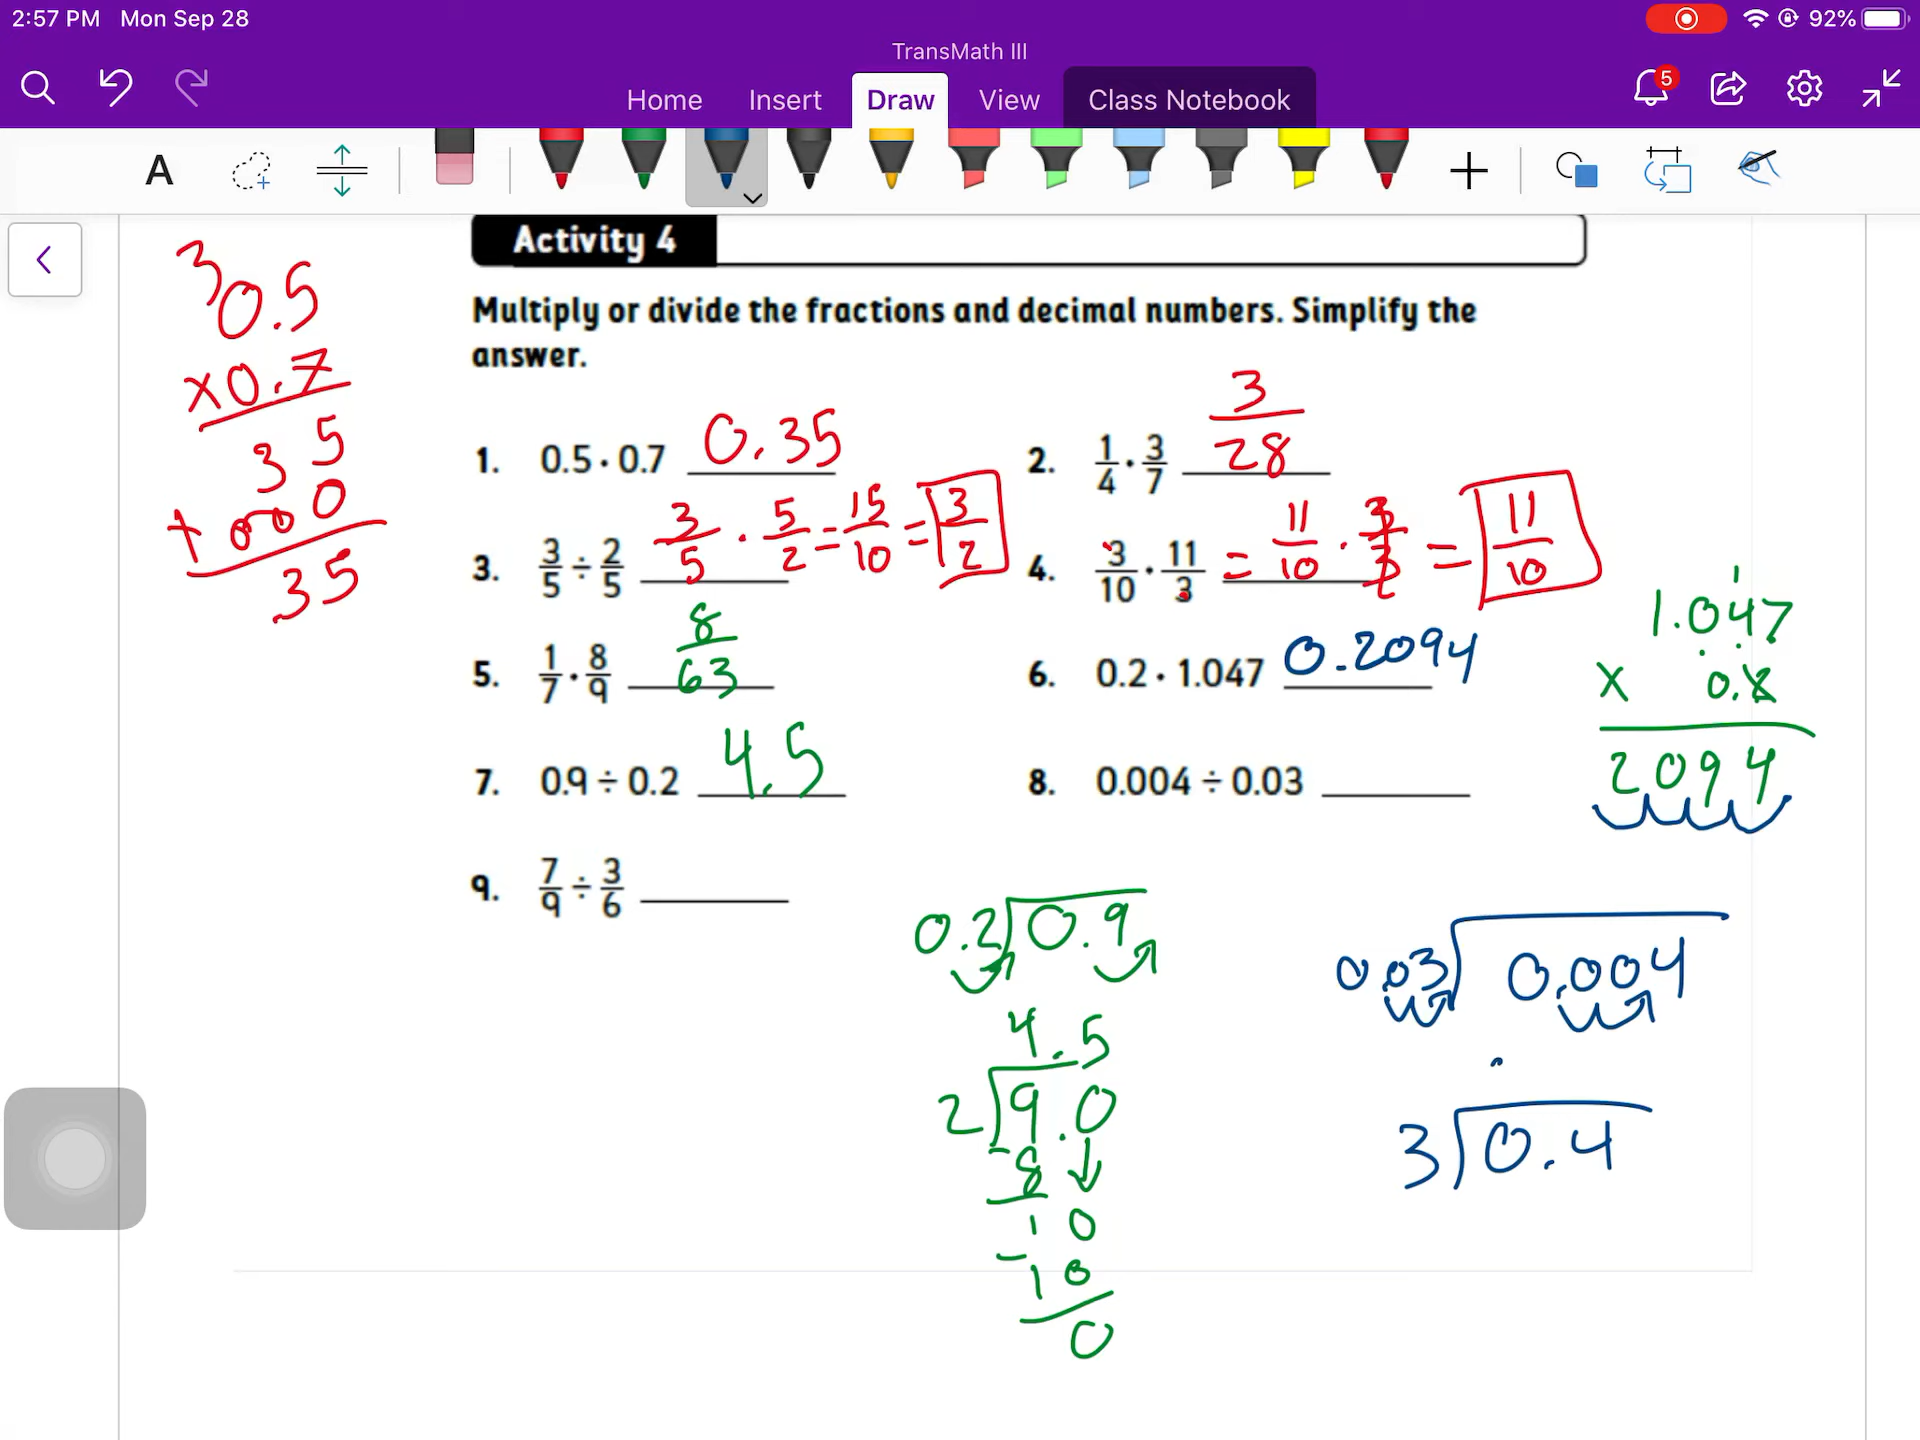 2:57 PM Mon Sep 28
92%
TransMath III
5
Home Insert Draw View Class Notebook
A
Activity 4
Multiply or divide the fractions and decimal numbers. Simplify the
answer.
3
0.5
×0.7
35
+000
35
1. 0.5 · 0.7 0.35
2. 1/4 · 3/7 3/28
3. 3/5 ÷ 2/5 3/5 · 5/2 = 15/10 = 3/2
4. 3/10 · 11/3 = 11/10 · 3/3 = 11/10
5. 1/7 · 8/9 8/63
6. 0.2 · 1.047 0.2094
1
1.047
× 0.2
2094
7. 0.9 ÷ 0.2 4.5
8. 0.004 ÷ 0.03
9. 7/9 ÷ 3/6
0.2 0.9
4.5
2 9.0
-8
10
-10
0
0.03 0.004
.
3 0.4